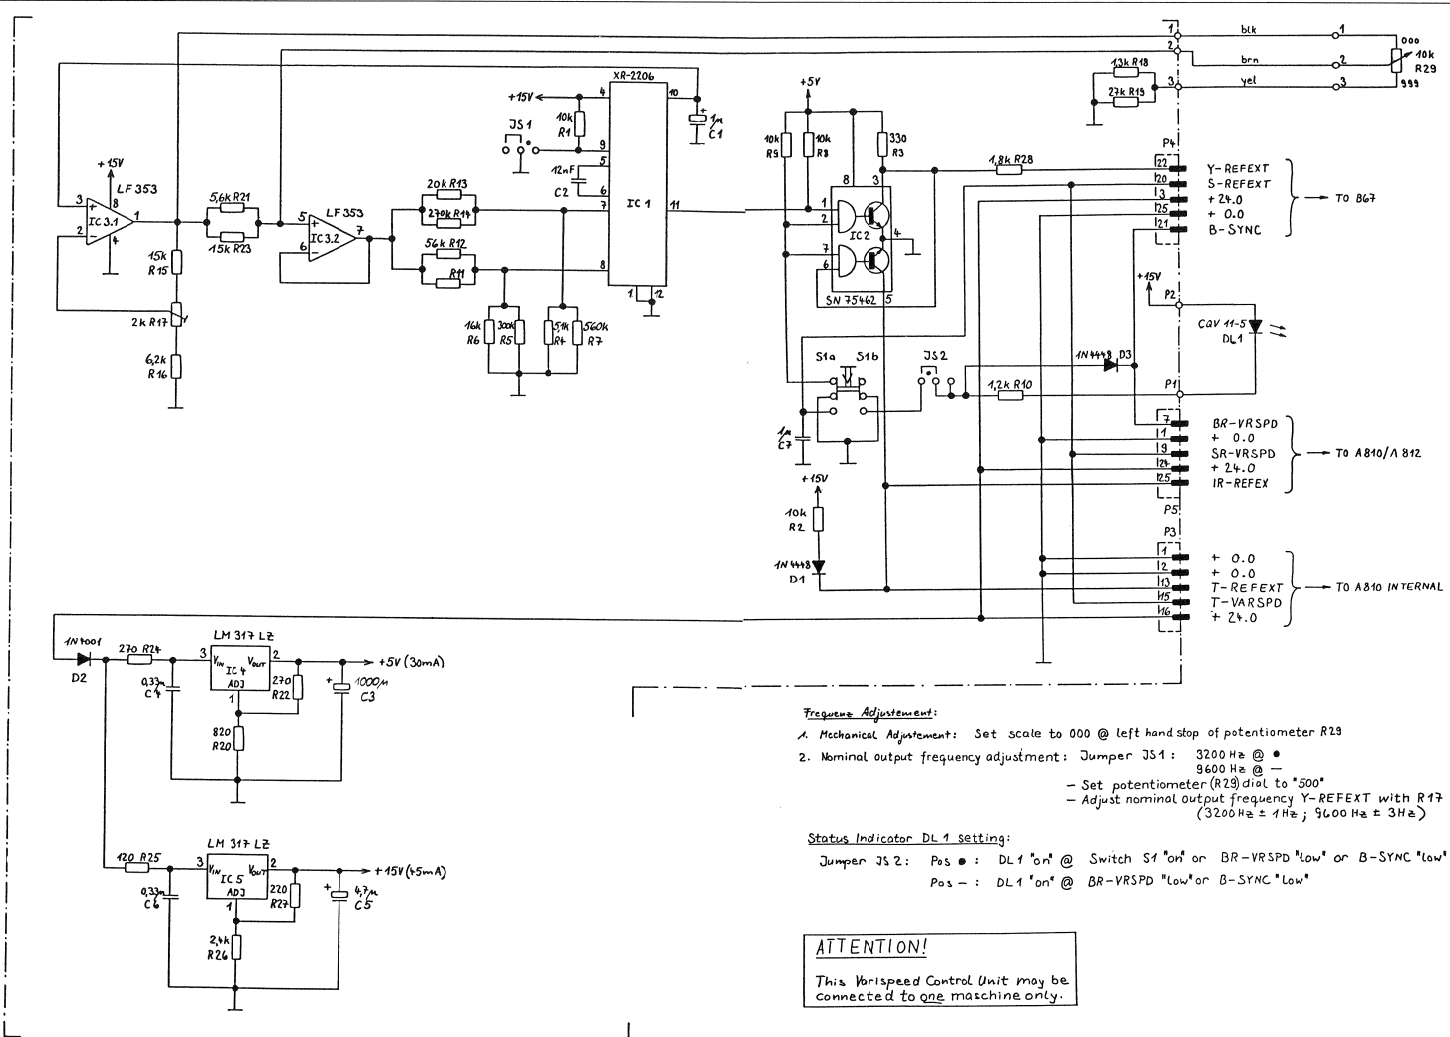 XR-2206
+15V
4
10
10k
R1
JS1
9
5
12nF
C2
6
7
8
IC 1
11
1
12
+
1µ
C1
+15V
LF 353
3
+
8
IC 3.1
1
2
−
4
5,6k R21
15k R23
15k
R15
2k R17
6,2k
R16
LF353
5
+
IC 3.2
7
6
−
20k R13
270k R14
56k R12
R11
16k
R6
300k
R5
51k
R4
560k
R7
+5V
10k
R9
10k
R8
330
R3
8
3
1
2
IC2
4
7
6
SN 75462
5
1,8k R28
S1a
S1b
JS2
1µ
C7
1,2k R10
1N4448 D3
+15V
10k
R2
1N4448
D1
1,3k R18
27k R19
1
blk
1
000
2
brn
2
10k
R29
3
yel
3
999
P4
22 Y-REFEXT
20 S-REFEXT
3 + 24.0
25 + 0.0
21 B-SYNC
TO B67
+15V
P2
CQV 11-5
DL1
P1
7 BR-VRSPD
1 + 0.0
9 SR-VRSPD
24 + 24.0
25 IR-REFEX
TO A810/A 812
P5
P3
1 + 0.0
2 + 0.0
13 T-REFEXT
15 T-VARSPD
16 + 24.0
TO A810 INTERNAL
1N4001
D2
270 R24
0,33µ
C4
LM 317 LZ
3
VIN
VOUT
2
IC 4
ADJ
1
270
R22
820
R20
+
1000µ
C3
+5V (30mA)
120 R25
0,33µ
C6
LM 317 LZ
3
VIN
VOUT
2
IC 5
ADJ
1
220
R27
2,4k
R26
+
4,7µ
C5
+15V (45mA)
Frequenz Adjustement:
1. Mechanical Adjustement: Set scale to 000 @ left hand stop of potentiometer R29
2. Nominal output frequency adjustment: Jumper JS1: 3200 Hz @ ●
9600 Hz @ —
– Set potentiometer (R29) dial to "500"
– Adjust nominal output frequency Y-REFEXT with R17
(3200Hz ± 1Hz; 9600 Hz ± 3Hz)
Status Indicator DL 1 setting:
Jumper JS 2: Pos ●: DL1 "on" @ Switch S1 "on" or BR-VRSPD "low" or B-SYNC "low"
Pos –: DL1 "on" @ BR-VRSPD "low" or B-SYNC "low"
ATTENTION!
This Varispeed Control Unit may be
connected to one maschine only.